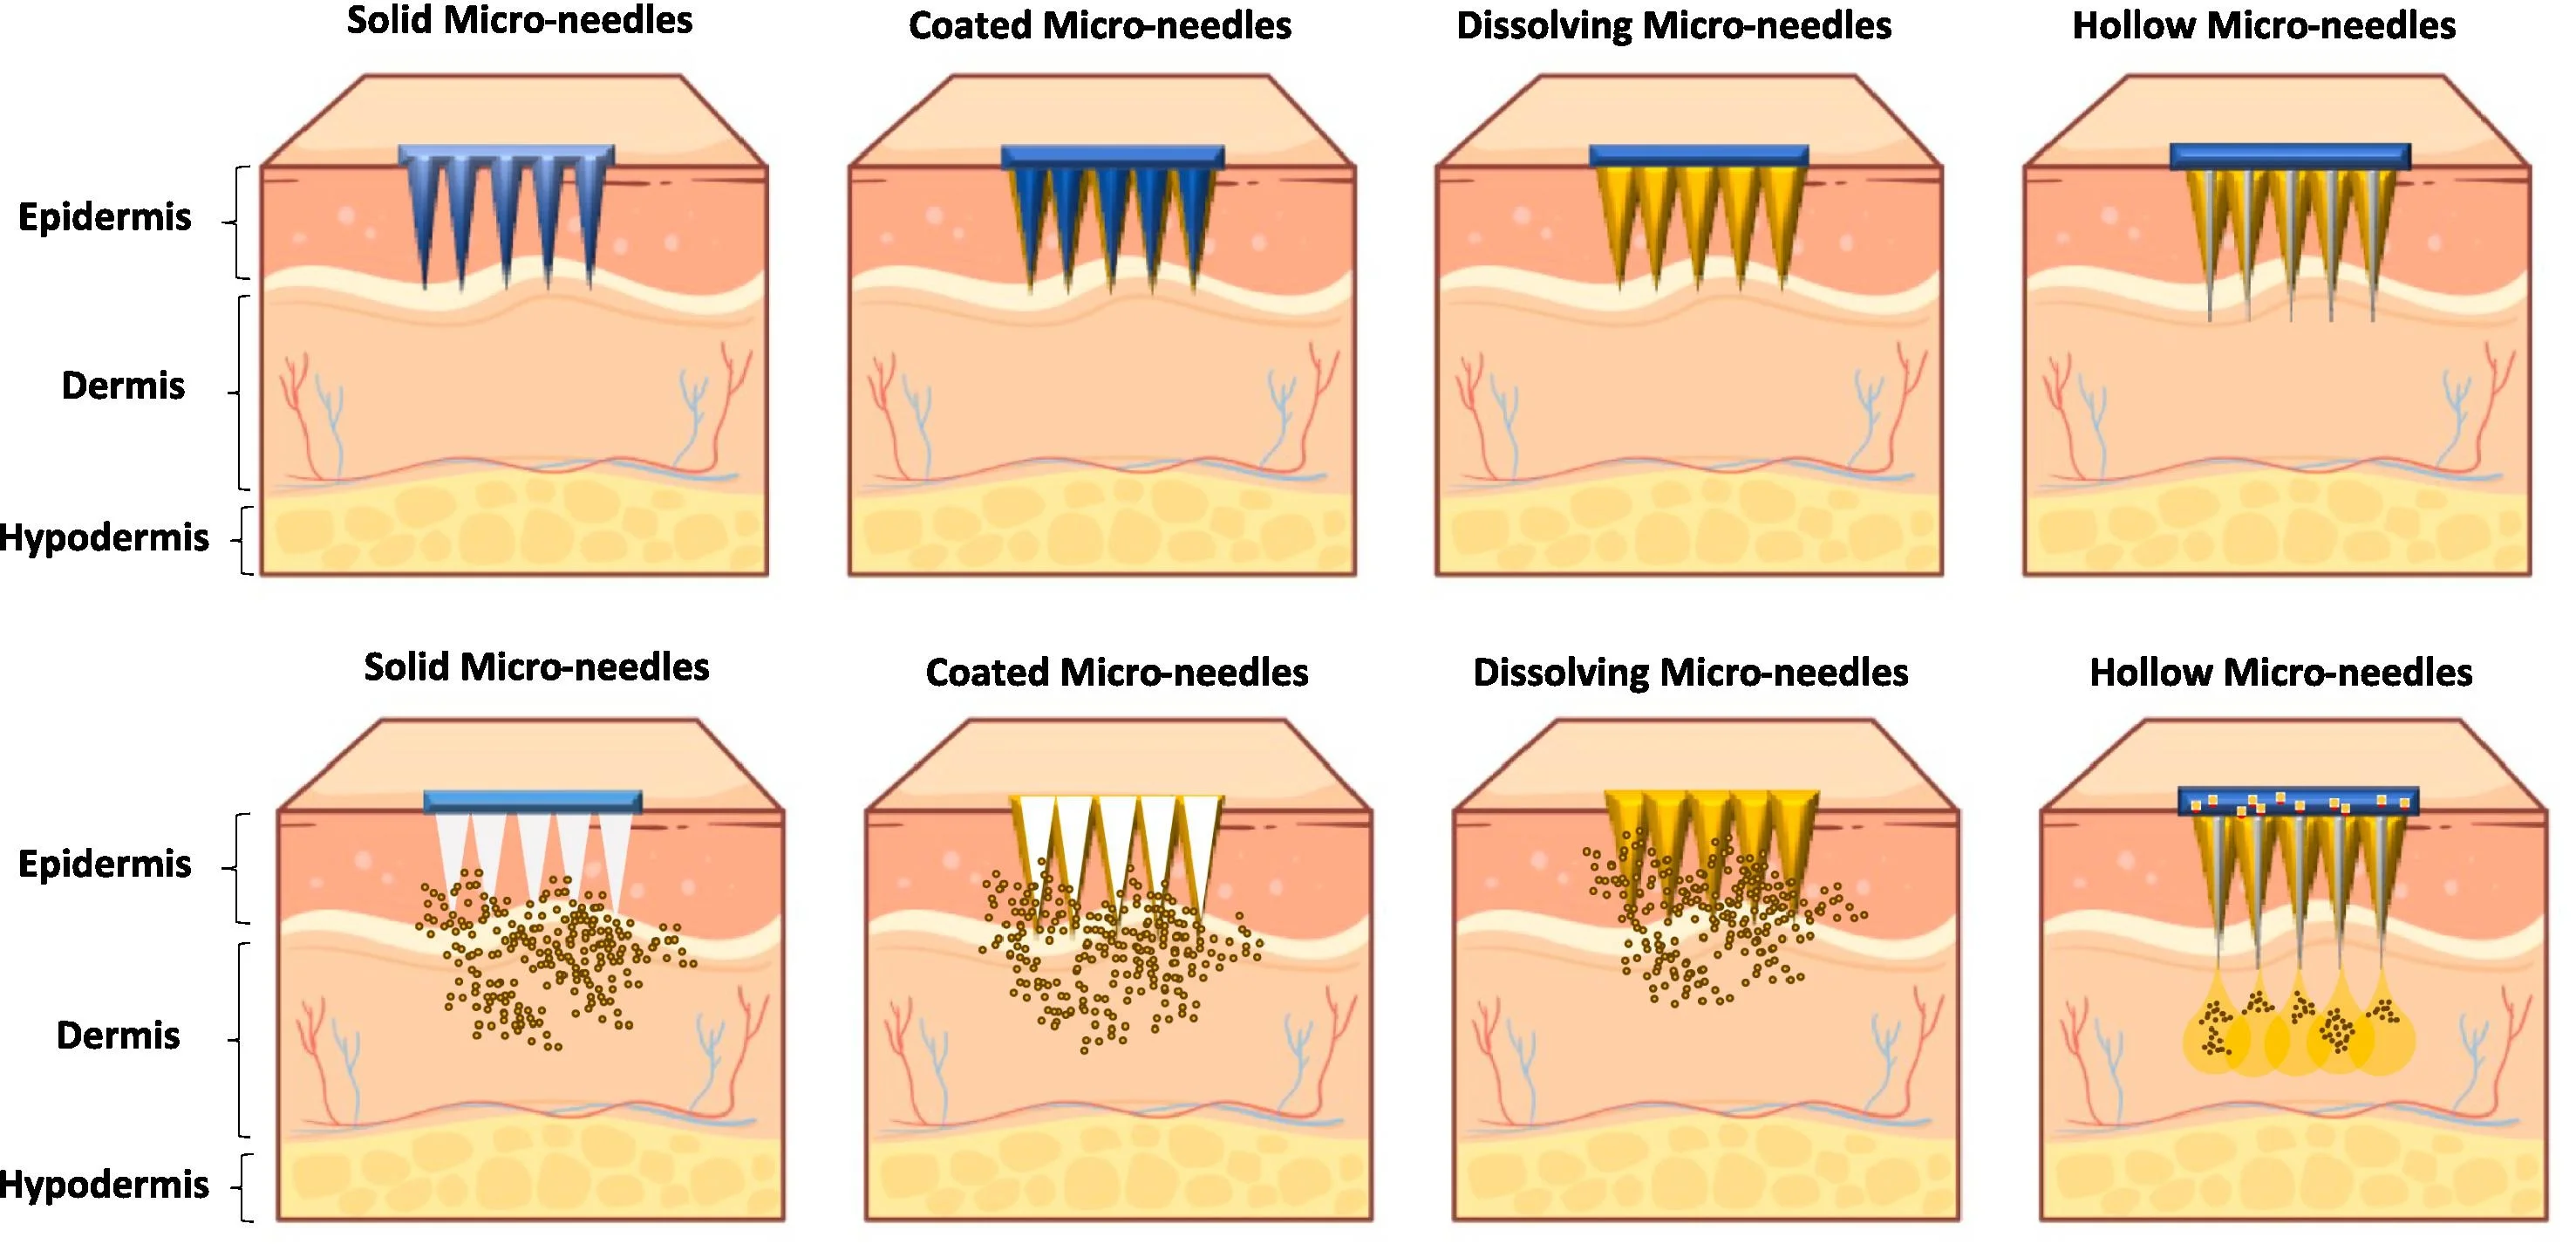 Solid Micro-needles
Coated Micro-needles
Dissolving Micro-needles
Hollow Micro-needles
Epidermis
Dermis
Hypodermis
Solid Micro-needles
Coated Micro-needles
Dissolving Micro-needles
Hollow Micro-needles
Epidermis
Dermis
Hypodermis